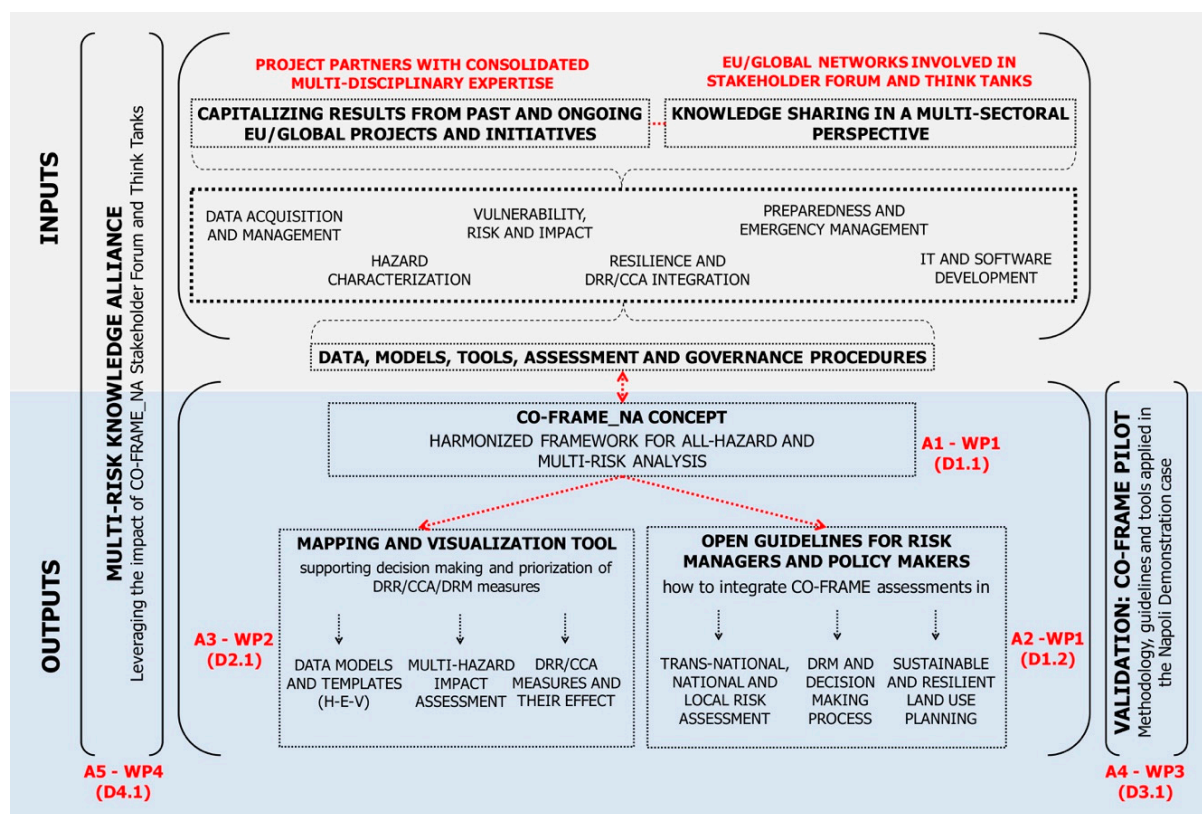 INPUTS
OUTPUTS
MULTI-RISK KNOWLEDGE ALLIANCE
Leveraging the impact of CO-FRAME_NA Stakeholder Forum and Think Tanks
A5 - WP4
(D4.1)
PROJECT PARTNERS WITH CONSOLIDATED
MULTI-DISCIPLINARY EXPERTISE
EU/GLOBAL NETWORKS INVOLVED IN
STAKEHOLDER FORUM AND THINK TANKS
CAPITALIZING RESULTS FROM PAST AND ONGOING
EU/GLOBAL PROJECTS AND INITIATIVES
KNOWLEDGE SHARING IN A MULTI-SECTORAL
PERSPECTIVE
DATA ACQUISITION
AND MANAGEMENT
VULNERABILITY,
RISK AND IMPACT
PREPAREDNESS AND
EMERGENCY MANAGEMENT
HAZARD
CHARACTERIZATION
RESILIENCE AND
DRR/CCA INTEGRATION
IT AND SOFTWARE
DEVELOPMENT
DATA, MODELS, TOOLS, ASSESSMENT AND GOVERNANCE PROCEDURES
CO-FRAME_NA CONCEPT
HARMONIZED FRAMEWORK FOR ALL-HAZARD AND
MULTI-RISK ANALYSIS
A1 - WP1
(D1.1)
MAPPING AND VISUALIZATION TOOL
supporting decision making and priorization of
DRR/CCA/DRM measures
DATA MODELS
AND TEMPLATES
(H-E-V)
MULTI-HAZARD
IMPACT
ASSESSMENT
DRR/CCA
MEASURES AND
THEIR EFFECT
A3 - WP2
(D2.1)
OPEN GUIDELINES FOR RISK
MANAGERS AND POLICY MAKERS
how to integrate CO-FRAME assessments in
TRANS-NATIONAL,
NATIONAL AND
LOCAL RISK
ASSESSMENT
DRM AND
DECISION
MAKING
PROCESS
SUSTAINABLE
AND RESILIENT
LAND USE
PLANNING
A2 -WP1
(D1.2)
VALIDATION: CO-FRAME PILOT
Methodology, guidelines and tools applied in
the Napoli Demonstration case
A4 - WP3
(D3.1)